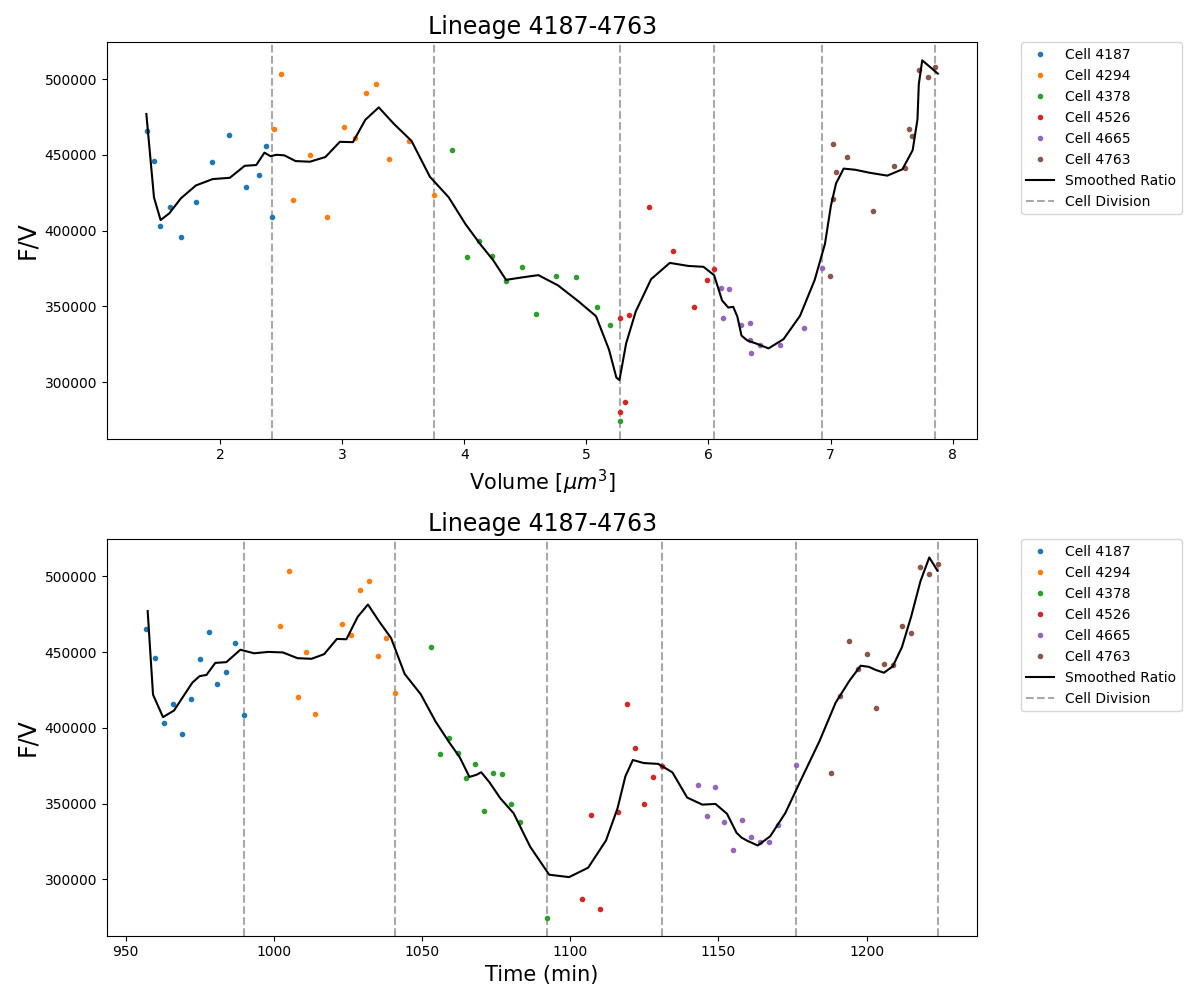 Lineage 4187-4763
500000
450000
400000
350000
300000
F/V
2 3 4 5 6 7 8
Volume [μm³]
Cell 4187
Cell 4294
Cell 4378
Cell 4526
Cell 4665
Cell 4763
Smoothed Ratio
Cell Division
Lineage 4187-4763
500000
450000
400000
350000
300000
F/V
950 1000 1050 1100 1150 1200
Time (min)
Cell 4187
Cell 4294
Cell 4378
Cell 4526
Cell 4665
Cell 4763
Smoothed Ratio
Cell Division